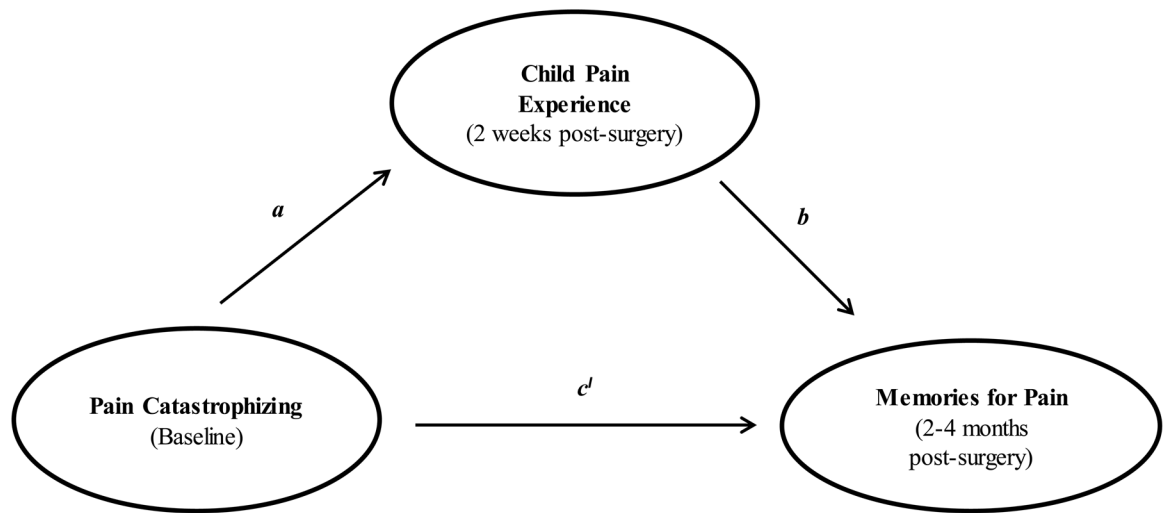 Child Pain
Experience
(2 weeks post-surgery)
a
b
Pain Catastrophizing
(Baseline)
c'
Memories for Pain
(2-4 months
post-surgery)